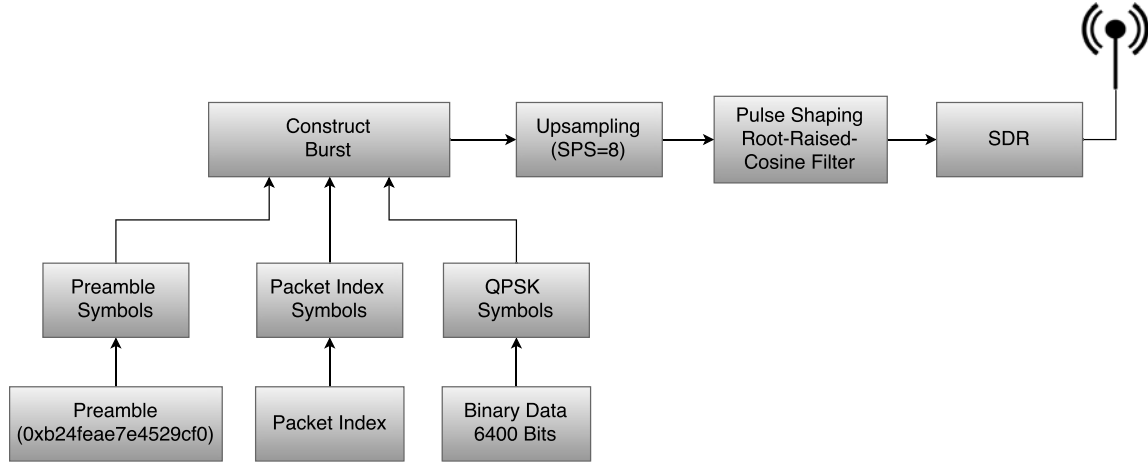 Construct
Burst
Upsampling
(SPS=8)
Pulse Shaping
Root-Raised-
Cosine Filter
SDR
Preamble
Symbols
Packet Index
Symbols
QPSK
Symbols
Preamble
(0xb24feae7e4529cf0)
Packet Index
Binary Data
6400 Bits